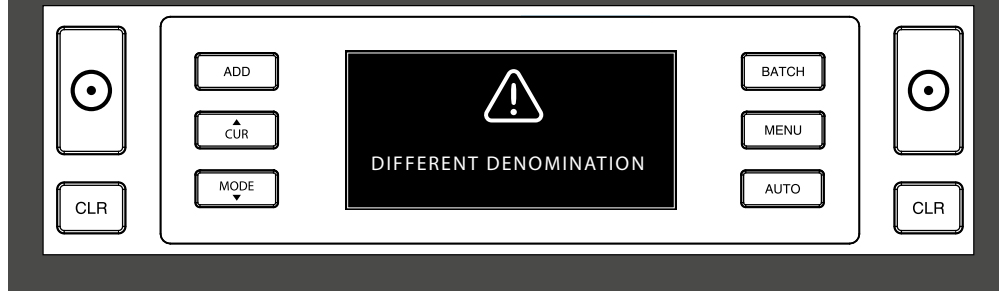 ADD
CUR
MODE
CLR
DIFFERENT DENOMINATION
BATCH
MENU
AUTO
CLR